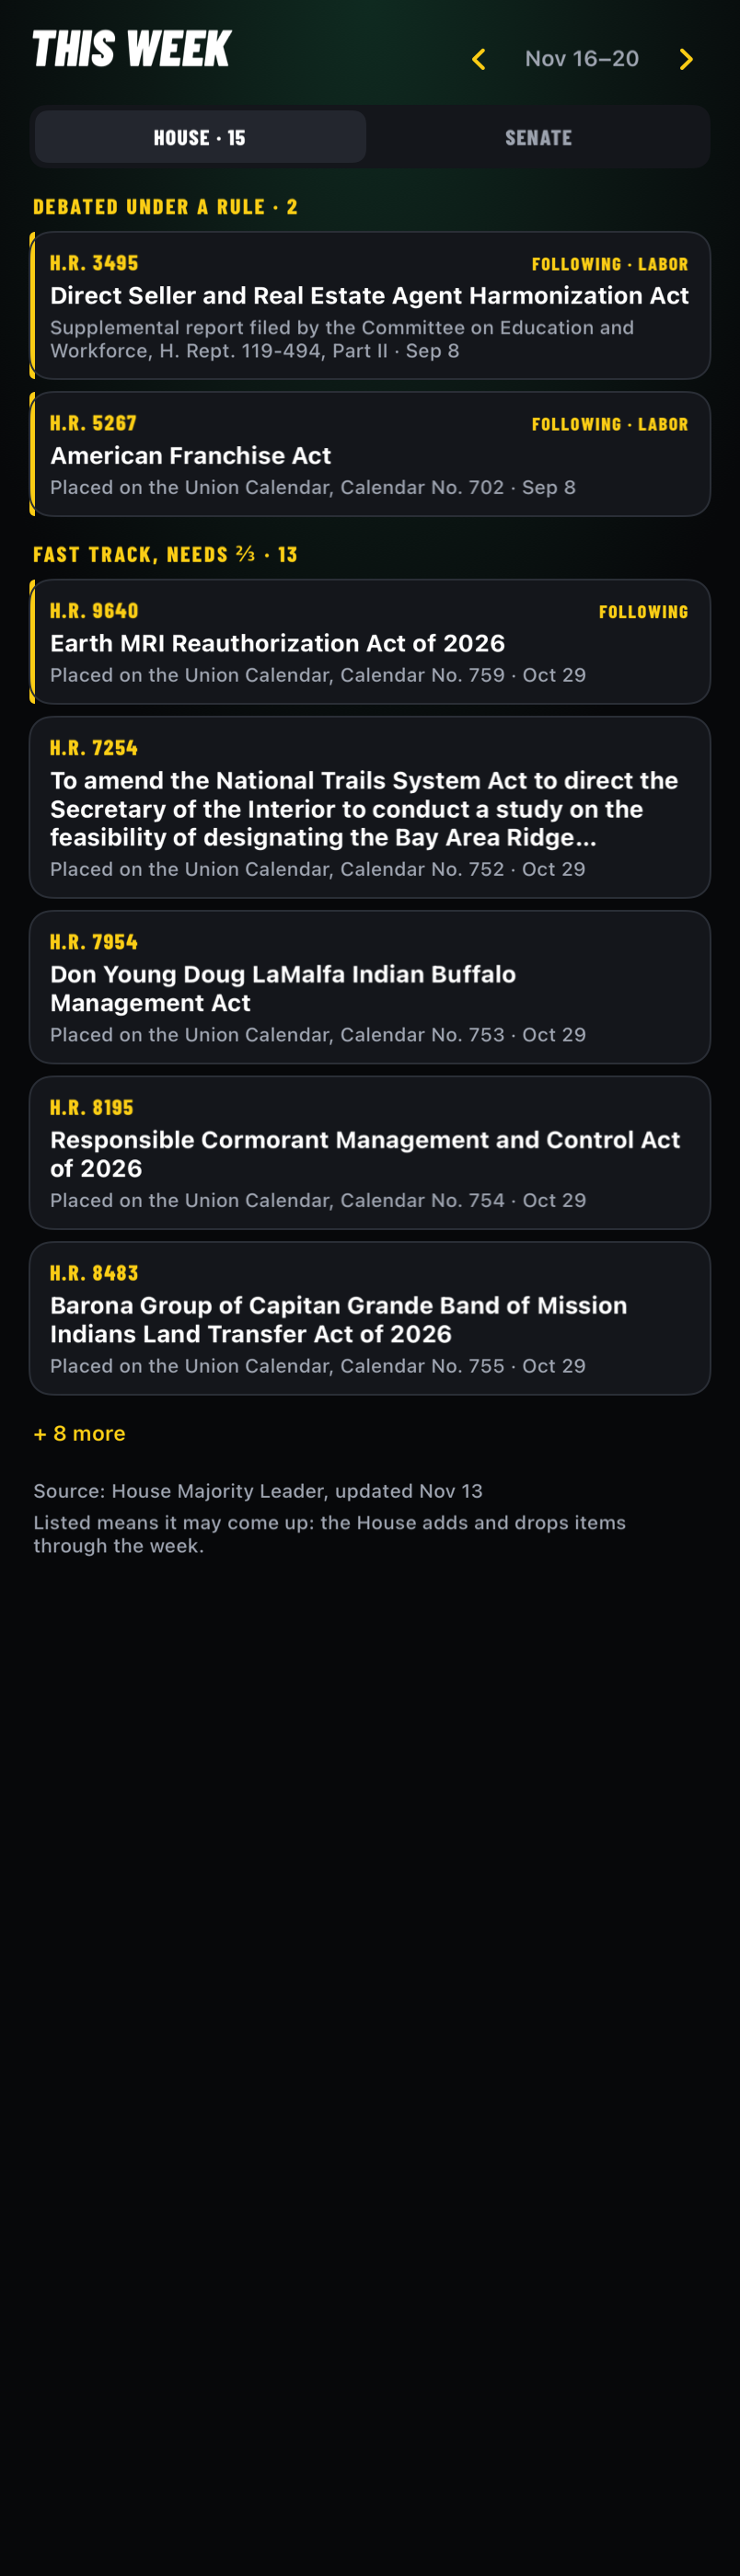 THIS WEEK
Nov 16–20
HOUSE · 15
SENATE
DEBATED UNDER A RULE · 2
H.R. 3495
FOLLOWING · LABOR
Direct Seller and Real Estate Agent Harmonization Act
Supplemental report filed by the Committee on Education and
Workforce, H. Rept. 119-494, Part II · Sep 8
H.R. 5267
FOLLOWING · LABOR
American Franchise Act
Placed on the Union Calendar, Calendar No. 702 · Sep 8
FAST TRACK, NEEDS ⅔ · 13
H.R. 9640
FOLLOWING
Earth MRI Reauthorization Act of 2026
Placed on the Union Calendar, Calendar No. 759 · Oct 29
H.R. 7254
To amend the National Trails System Act to direct the
Secretary of the Interior to conduct a study on the
feasibility of designating the Bay Area Ridge...
Placed on the Union Calendar, Calendar No. 752 · Oct 29
H.R. 7954
Don Young Doug LaMalfa Indian Buffalo
Management Act
Placed on the Union Calendar, Calendar No. 753 · Oct 29
H.R. 8195
Responsible Cormorant Management and Control Act
of 2026
Placed on the Union Calendar, Calendar No. 754 · Oct 29
H.R. 8483
Barona Group of Capitan Grande Band of Mission
Indians Land Transfer Act of 2026
Placed on the Union Calendar, Calendar No. 755 · Oct 29
+ 8 more
Source: House Majority Leader, updated Nov 13
Listed means it may come up: the House adds and drops items
through the week.